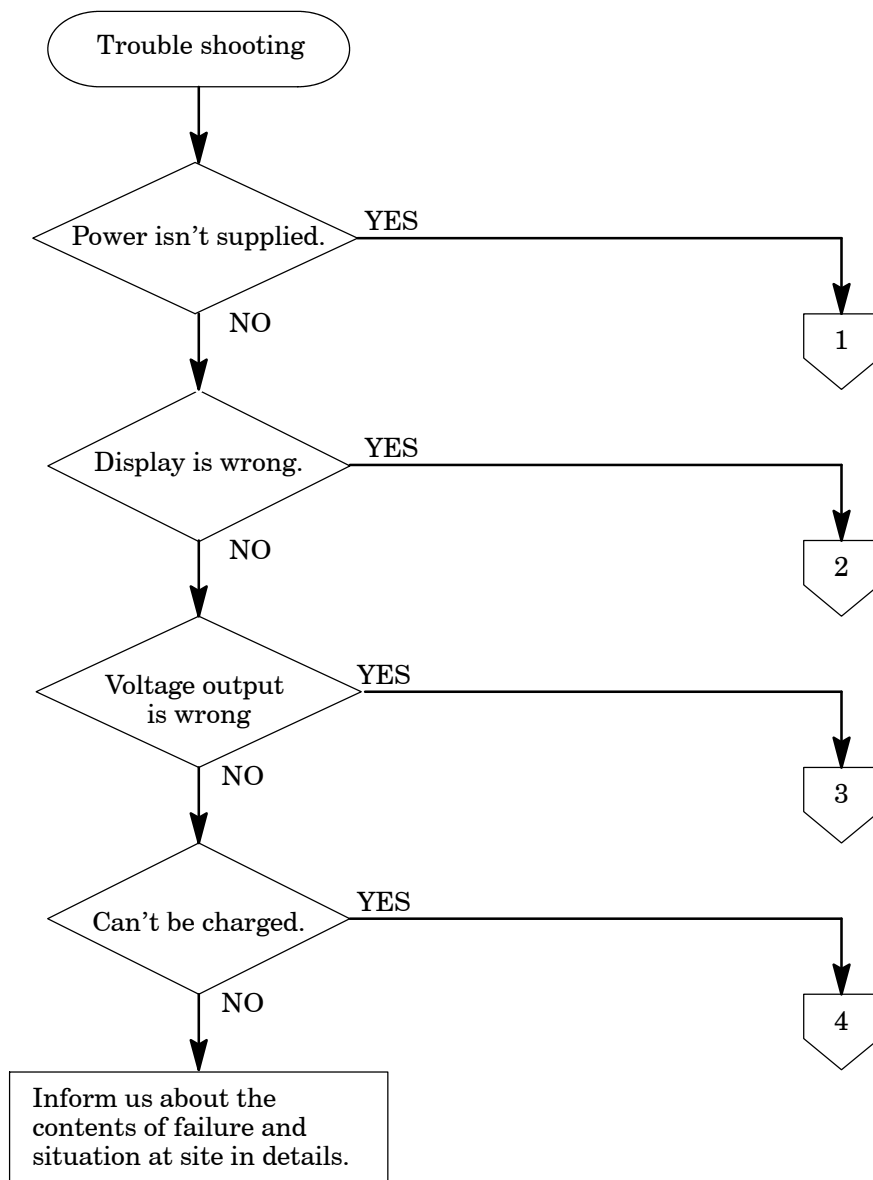 Trouble shooting
Power isn't supplied.
YES
1
NO
Display is wrong.
YES
2
NO
Voltage output
is wrong
YES
3
NO
Can't be charged.
YES
4
NO
Inform us about the
contents of failure and
situation at site in details.